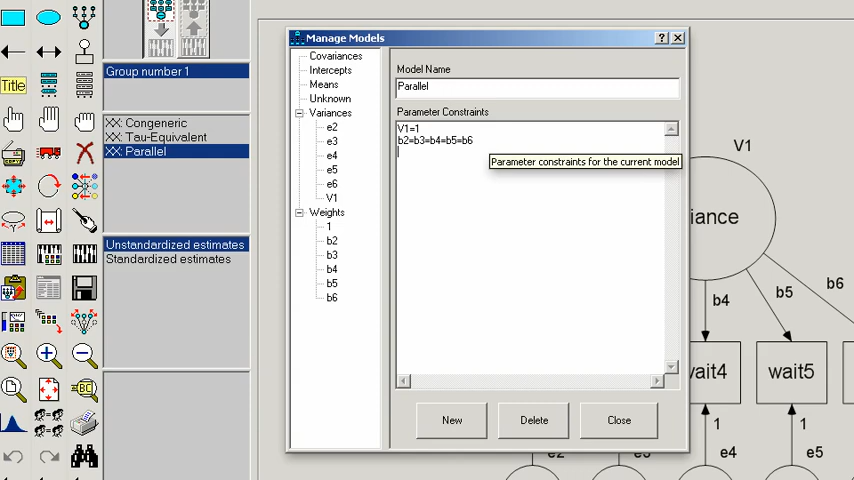 Title
Group number 1
XX: Congeneric
XX: Tau-Equivalent
XX: Parallel
Unstandardized estimates
Standardized estimates
Manage Models
Covariances
Intercepts
Means
Unknown
Variances
e2
e3
e4
e5
e6
V1
Weights
1
b2
b3
b4
b5
b6
Model Name
Parallel
Parameter Constraints
V1=1
b2=b3=b4=b5=b6
Parameter constraints for the current model
New
Delete
Close
V1
b4
b5
b6
wait5
1
1
e2
e3
e4
e5